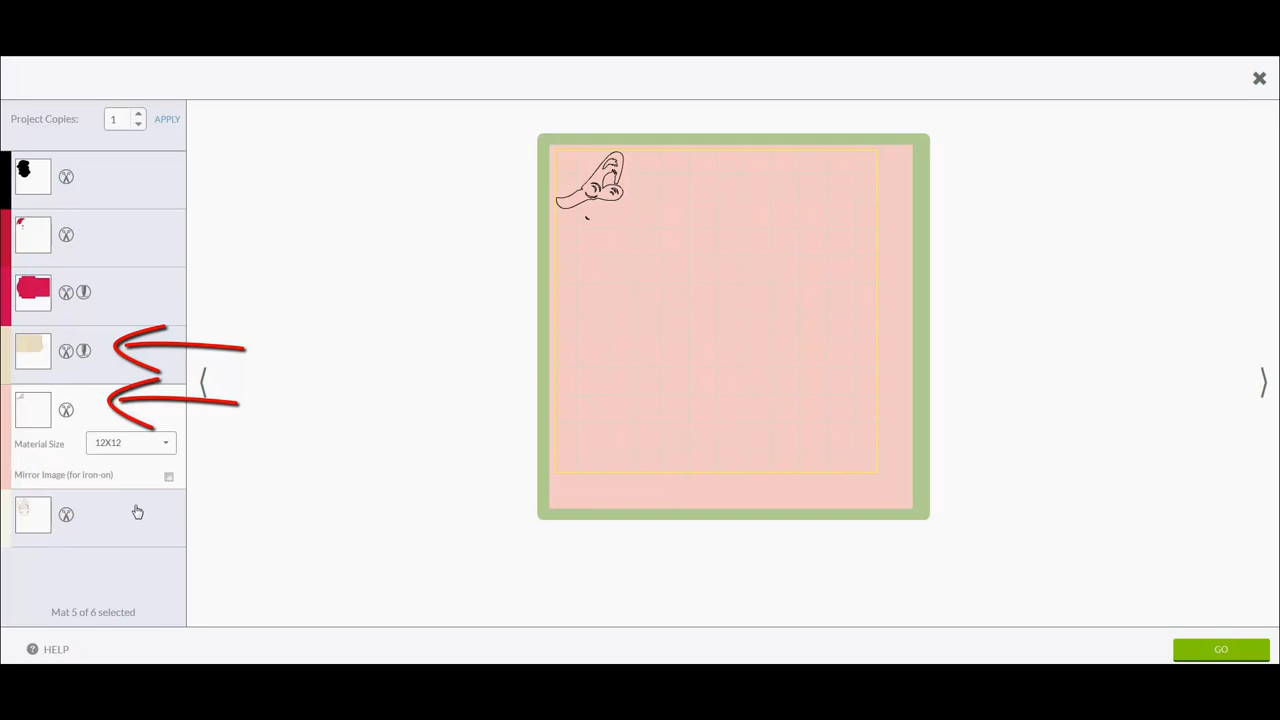 Project Copies: 1 APPLY
Material Size 12X12
Mirror Image (for iron-on)
Mat 5 of 6 selected
? HELP
GO